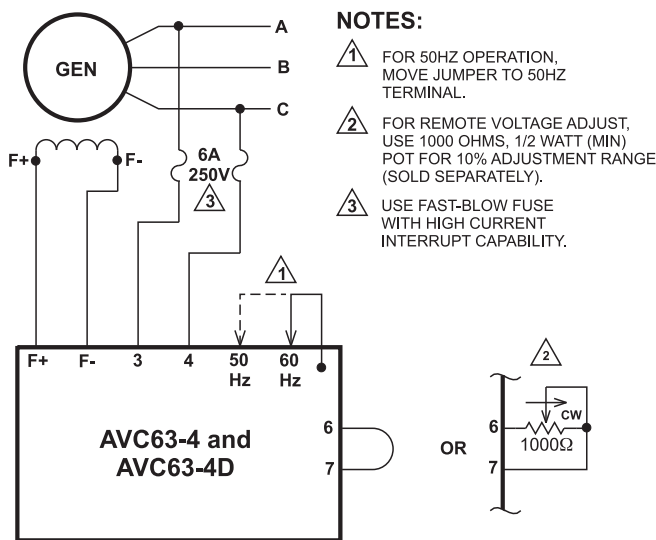 NOTES:
1 FOR 50HZ OPERATION,
MOVE JUMPER TO 50HZ
TERMINAL.
2 FOR REMOTE VOLTAGE ADJUST,
USE 1000 OHMS, 1/2 WATT (MIN)
POT FOR 10% ADJUSTMENT RANGE
(SOLD SEPARATELY).
3 USE FAST-BLOW FUSE
WITH HIGH CURRENT
INTERRUPT CAPABILITY.
GEN
A
B
C
F+
F-
6A
250V
3
1
F+ F- 3 4 50 60
Hz Hz
AVC63-4 and
AVC63-4D
6
7
OR
2
6
CW
1000Ω
7